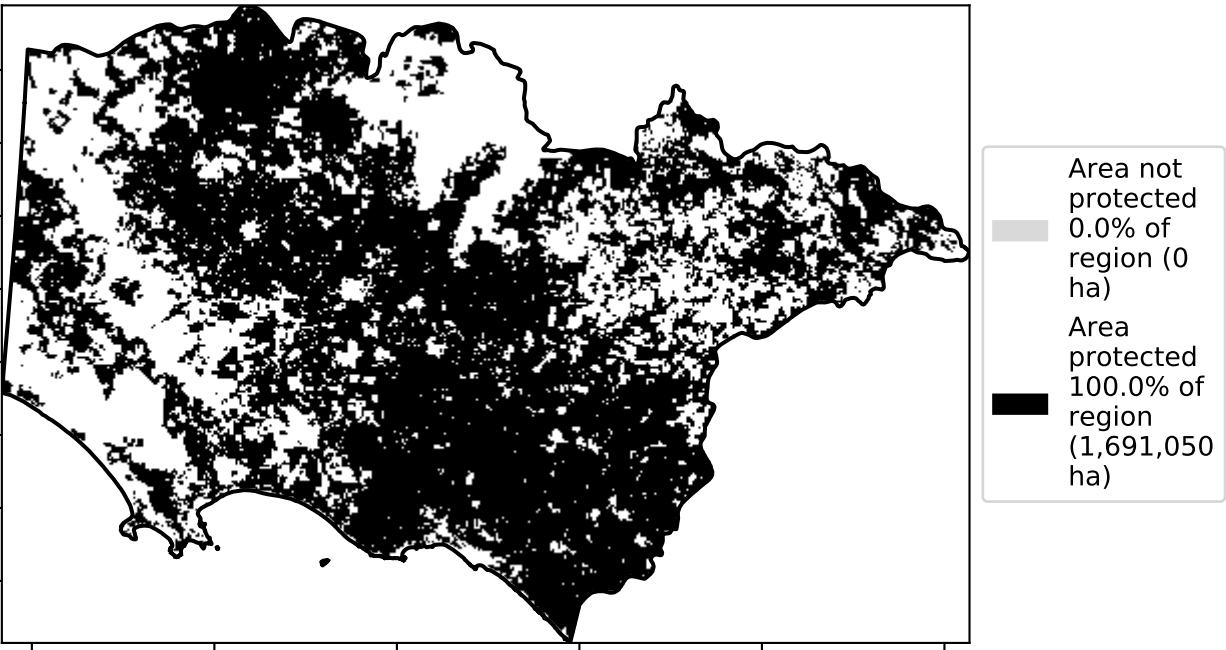 Area not
protected
0.0% of
region (0
ha)
Area
protected
100.0% of
region
(1,691,050
ha)